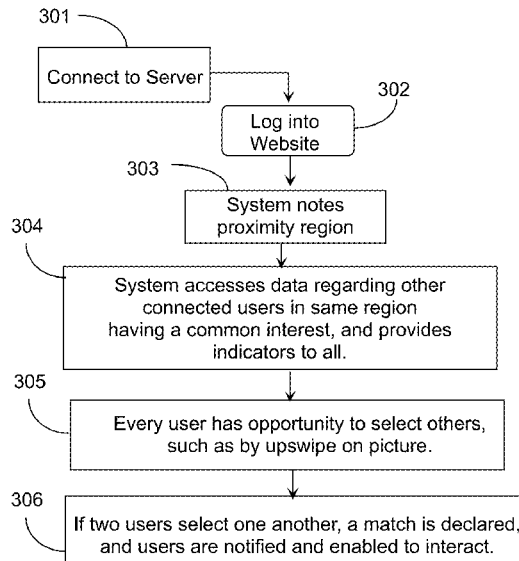 301
Connect to Server
302
Log into
Website
303
System notes
proximity region
304
System accesses data regarding other
connected users in same region
having a common interest, and provides
indicators to all.
305
Every user has opportunity to select others,
such as by upswipe on picture.
306
If two users select one another, a match is declared,
and users are notified and enabled to interact.